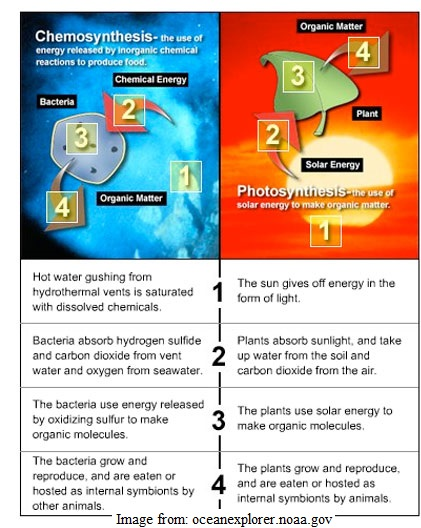 Chemosynthesis- the use of
energy released by inorganic chemical
reactions to produce food.
Chemical Energy
Bacteria
2
3
1
4
Organic Matter
Organic Matter
4
3
Plant
2
Solar Energy
Photosynthesis-the use of
solar energy to make organic matter.
1
Hot water gushing from
hydrothermal vents is saturated
with dissolved chemicals.
1
The sun gives off energy in the
form of light.
Bacteria absorb hydrogen sulfide
and carbon dioxide from vent
water and oxygen from seawater.
2
Plants absorb sunlight, and take
up water from the soil and
carbon dioxide from the air.
The bacteria use energy released
by oxidizing sulfur to make
organic molecules.
3
The plants use solar energy to
make organic molecules.
The bacteria grow and
reproduce, and are eaten or
hosted as internal symbionts by
other animals.
4
The plants grow and reproduce,
and are eaten or hosted as
internal symbionts by animals.
Image from: oceanexplorer.noaa.gov